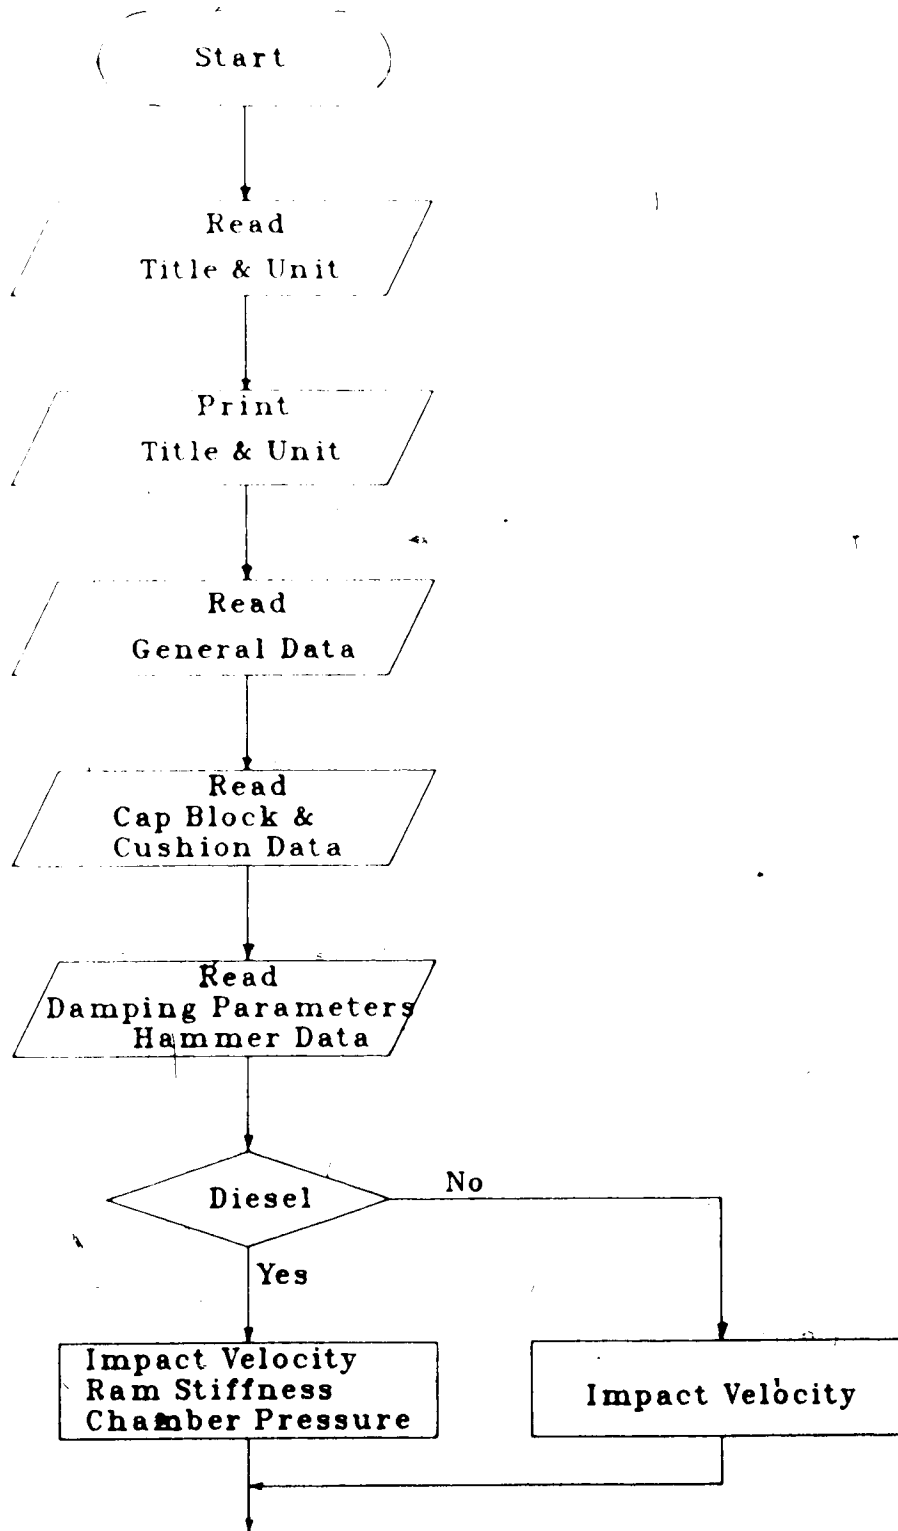 Start
Read
Title & Unit
Print
Title & Unit
Read
General Data
Read
Cap Block &
Cushion Data
Read
Damping Parameters
Hammer Data
Diesel
No
Yes
Impact Velocity
Ram Stiffness
Chamber Pressure
Impact Velocity